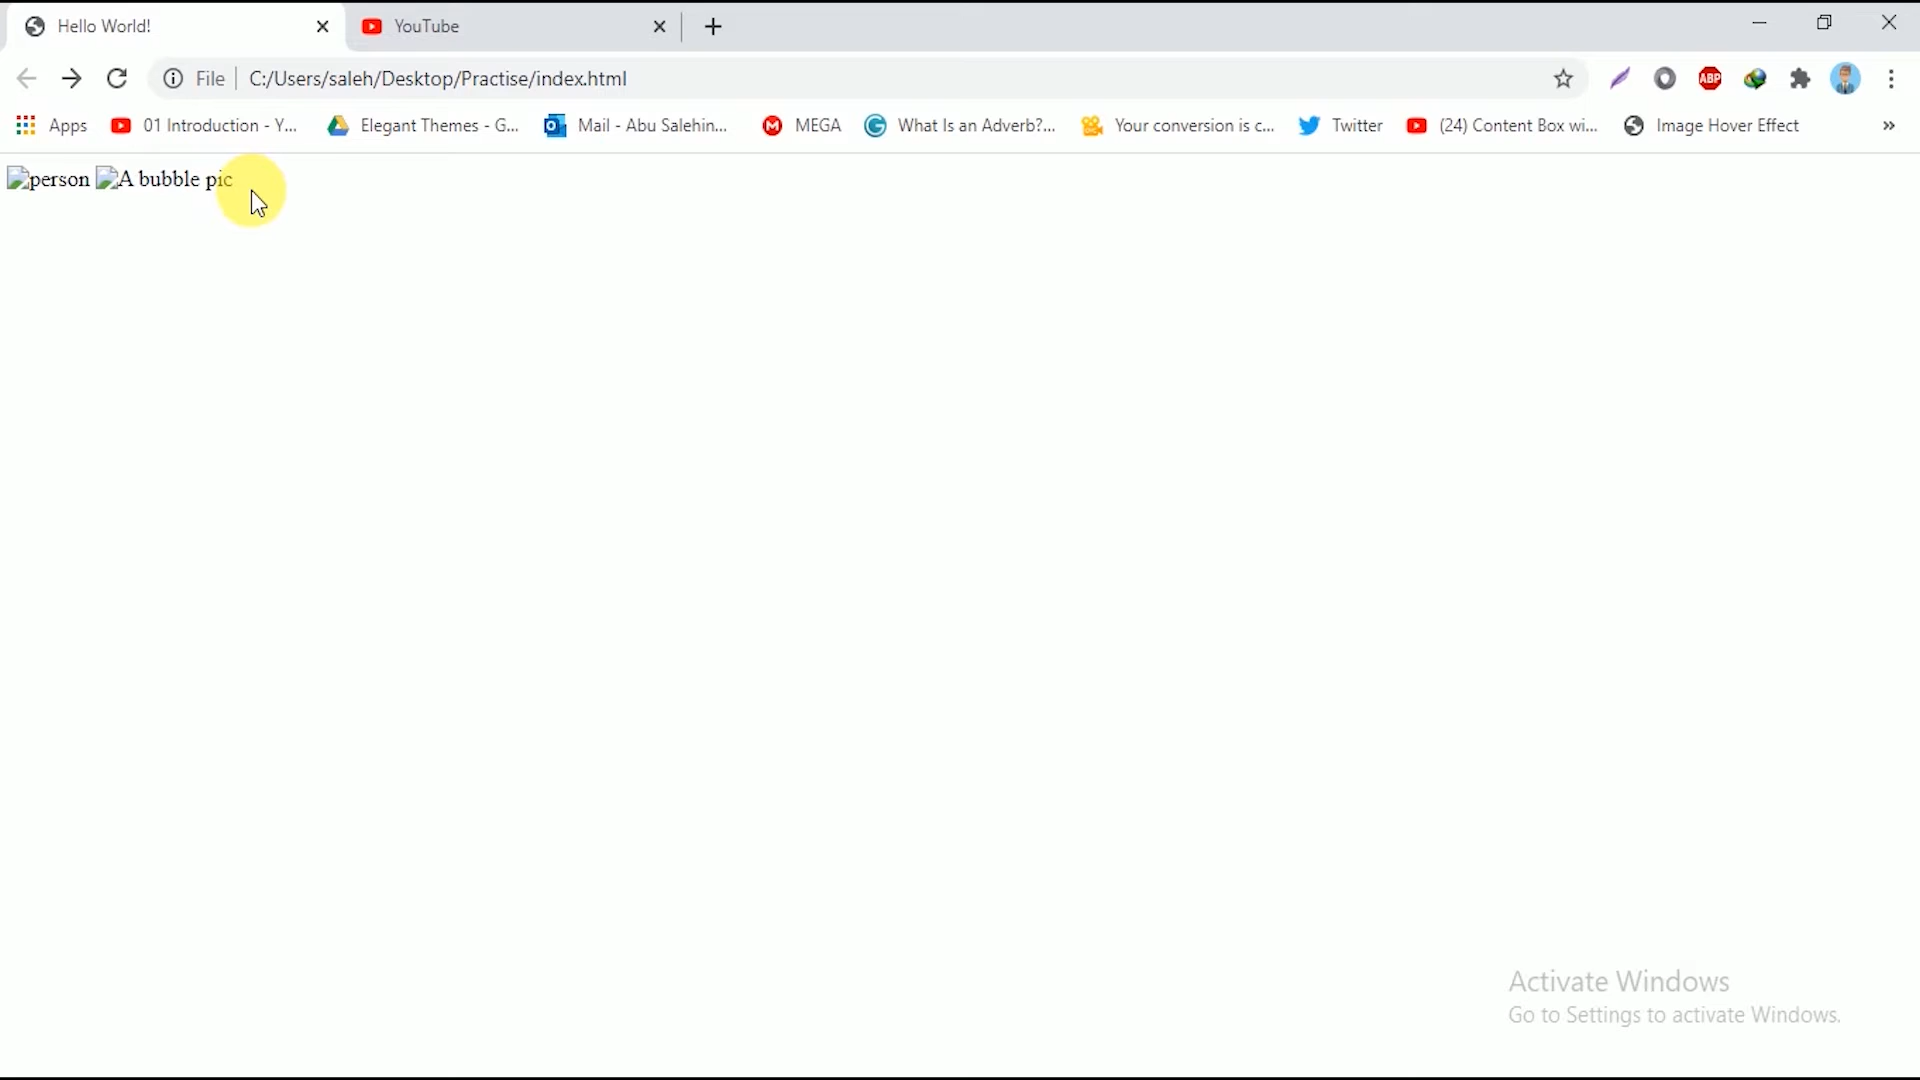 Hello World!
YouTube
File
C:/Users/saleh/Desktop/Practise/index.html
ABP
Apps
01 Introduction - Y...
Elegant Themes - G...
Mail - Abu Salehin...
MEGA
What Is an Adverb?...
Your conversion is c...
Twitter
(24) Content Box wi...
Image Hover Effect
person A bubble pic
Activate Windows
Go to Settings to activate Windows.